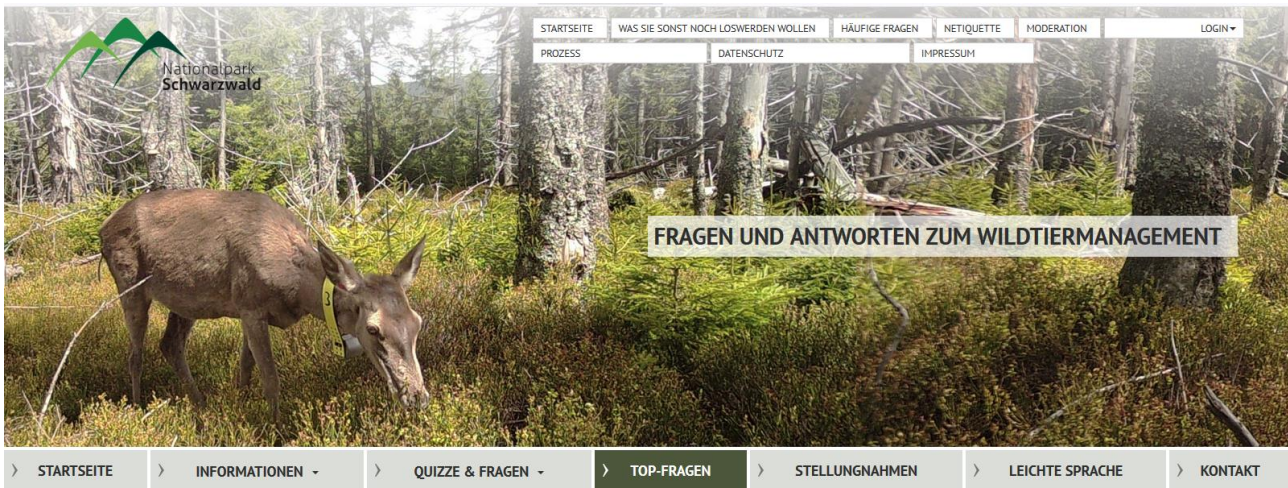 STARTSEITE WAS SIE SONST NOCH LOSWERDEN WOLLEN HÄUFIGE FRAGEN NETIQUETTE MODERATION LOGIN
PROZESS DATENSCHUTZ IMPRESSUM
Nationalpark
Schwarzwald
FRAGEN UND ANTWORTEN ZUM WILDTIERMANAGEMENT
3
STARTSEITE INFORMATIONEN QUIZZE & FRAGEN TOP-FRAGEN STELLUNGNAHMEN LEICHTE SPRACHE KONTAKT